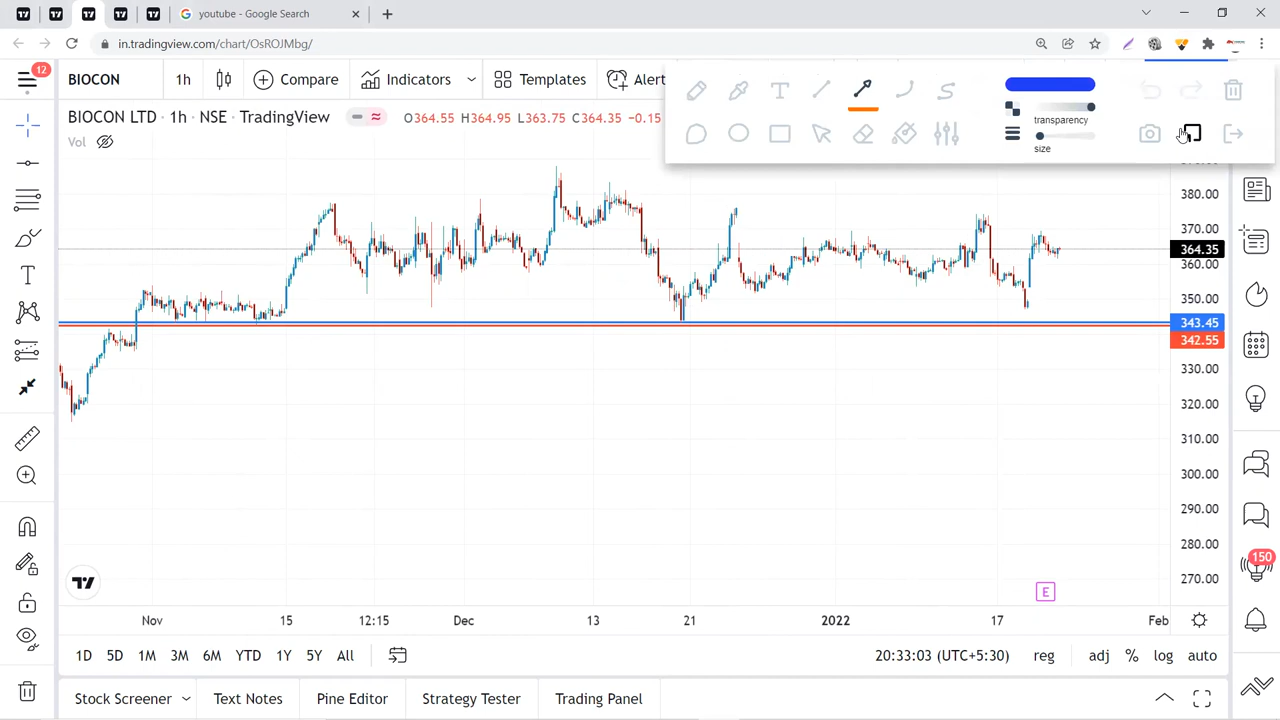 youtube - Google Search
in.tradingview.com/chart/OsROJMbg/
12
BIOCON
1h
Compare
Indicators
Templates
Alert
T
S
transparency
size
BIOCON LTD · 1h · NSE · TradingView
O364.55 H364.95 L363.75 C364.35 -0.15
Vol
380.00
370.00
364.35
360.00
350.00
343.45
342.55
330.00
320.00
310.00
300.00
290.00
280.00
270.00
150
E
Nov
15
12:15
Dec
13
21
2022
17
Feb
1D
5D
1M
3M
6M
YTD
1Y
5Y
All
20:33:03 (UTC+5:30)
reg
adj
%
log
auto
Stock Screener
Text Notes
Pine Editor
Strategy Tester
Trading Panel